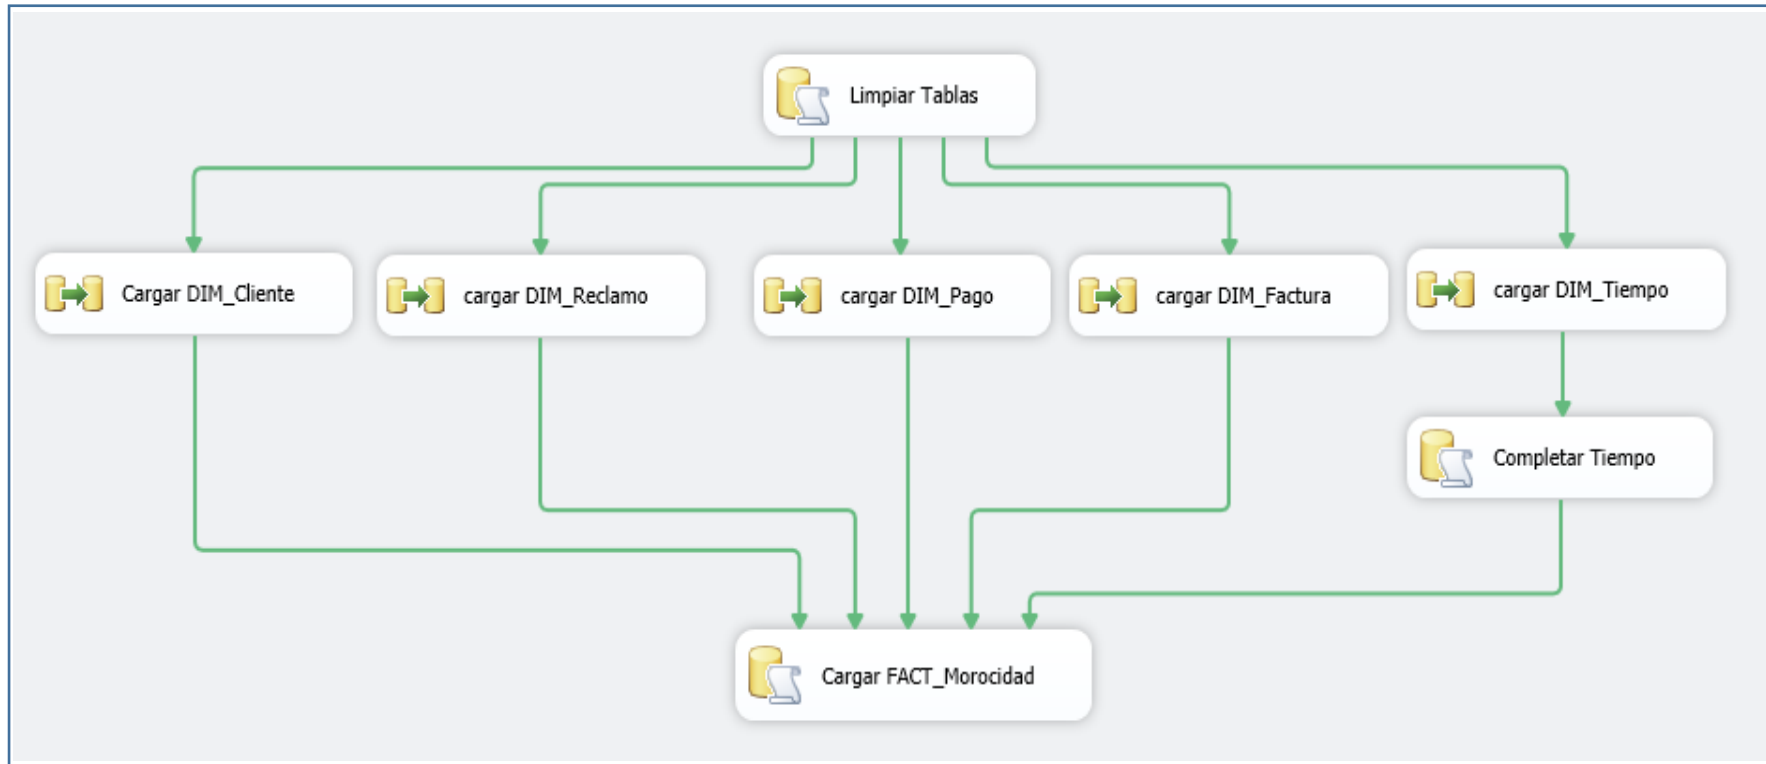 Limpiar Tablas
Cargar DIM_Cliente
cargar DIM_Reclamo
cargar DIM_Pago
cargar DIM_Factura
cargar DIM_Tiempo
Completar Tiempo
Cargar FACT_Morocidad